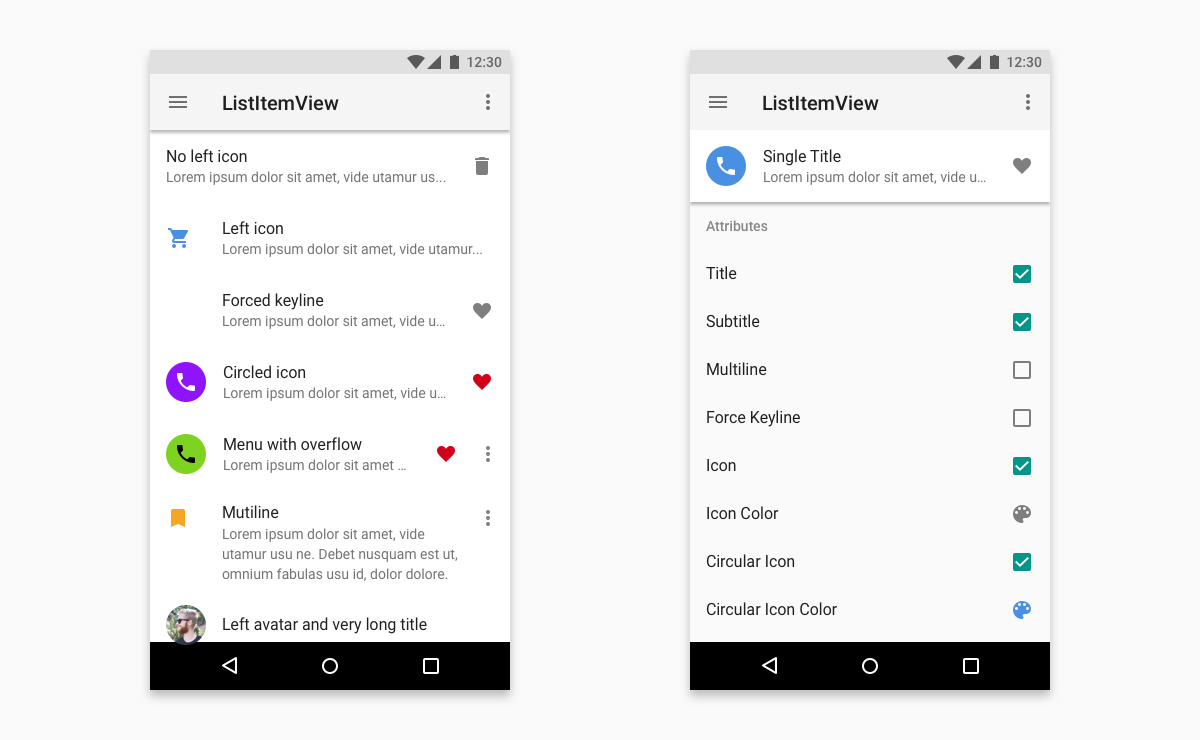 12:30
ListItemView
No left icon
Lorem ipsum dolor sit amet, vide utamur us...
Left icon
Lorem ipsum dolor sit amet, vide utamur...
Forced keyline
Lorem ipsum dolor sit amet, vide u...
Circled icon
Lorem ipsum dolor sit amet, vide u...
Menu with overflow
Lorem ipsum dolor sit amet ...
Mutiline
Lorem ipsum dolor sit amet, vide
utamur usu ne. Debet nusquam est ut,
omnium fabulas usu id, dolor dolore.
Left avatar and very long title
12:30
ListItemView
Single Title
Lorem ipsum dolor sit amet, vide u...
Attributes
Title
Subtitle
Multiline
Force Keyline
Icon
Icon Color
Circular Icon
Circular Icon Color